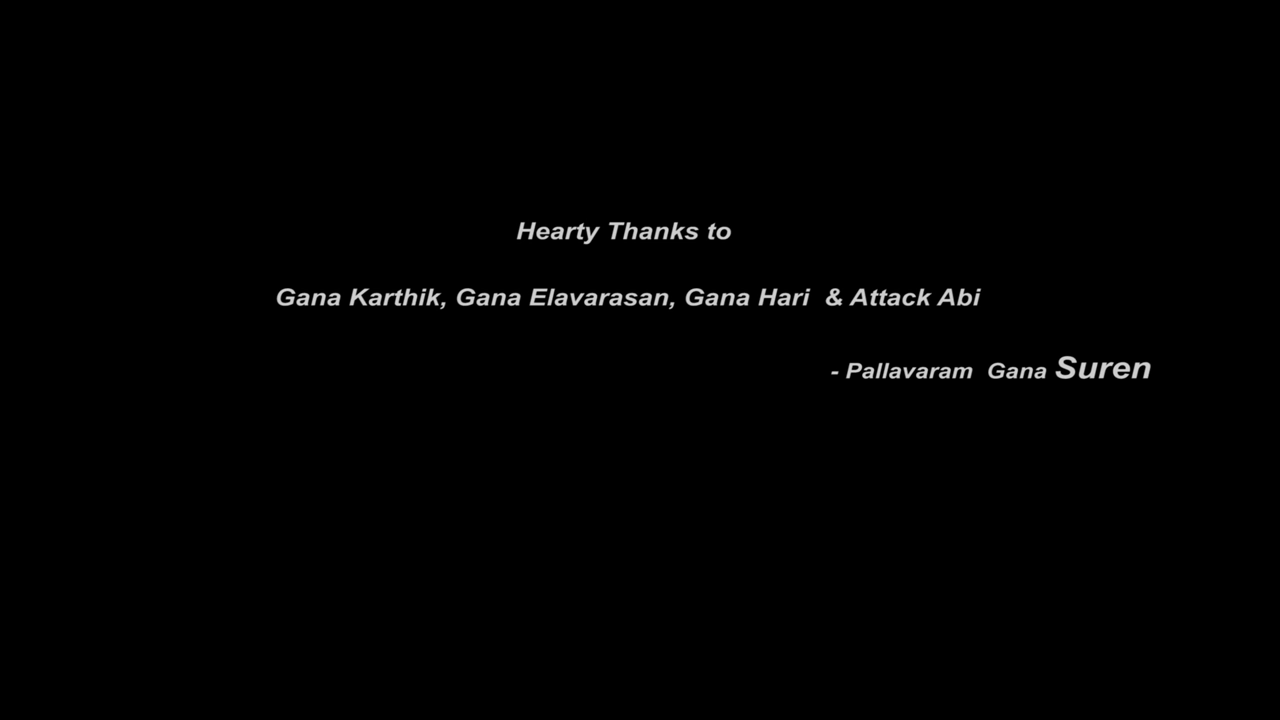 Hearty Thanks to
Gana Karthik, Gana Elavarasan, Gana Hari & Attack Abi
- Pallavaram Gana Suren